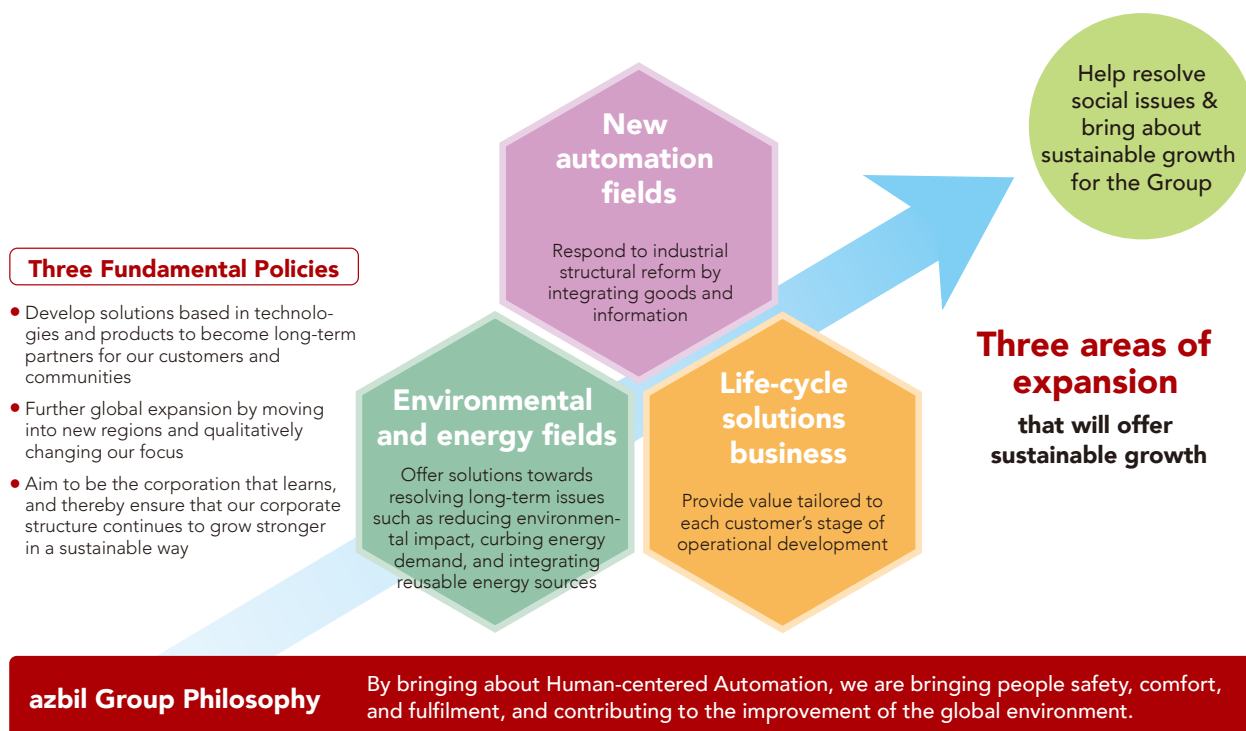 Help resolve
social issues &
bring about
sustainable growth
for the Group
New
automation
fields
Respond to industrial
structural reform by
integrating goods and
information
Three Fundamental Policies
• Develop solutions based in technolo-
gies and products to become long-term
partners for our customers and
communities
• Further global expansion by moving
into new regions and qualitatively
changing our focus
• Aim to be the corporation that learns,
and thereby ensure that our corporate
structure continues to grow stronger
in a sustainable way
Environmental
and energy fields
Offer solutions towards
resolving long-term issues
such as reducing environmen-
tal impact, curbing energy
demand, and integrating
reusable energy sources
Life-cycle
solutions
business
Provide value tailored to
each customer’s stage of
operational development
Three areas of
expansion
that will offer
sustainable growth
azbil Group Philosophy
By bringing about Human-centered Automation, we are bringing people safety, comfort,
and fulfilment, and contributing to the improvement of the global environment.